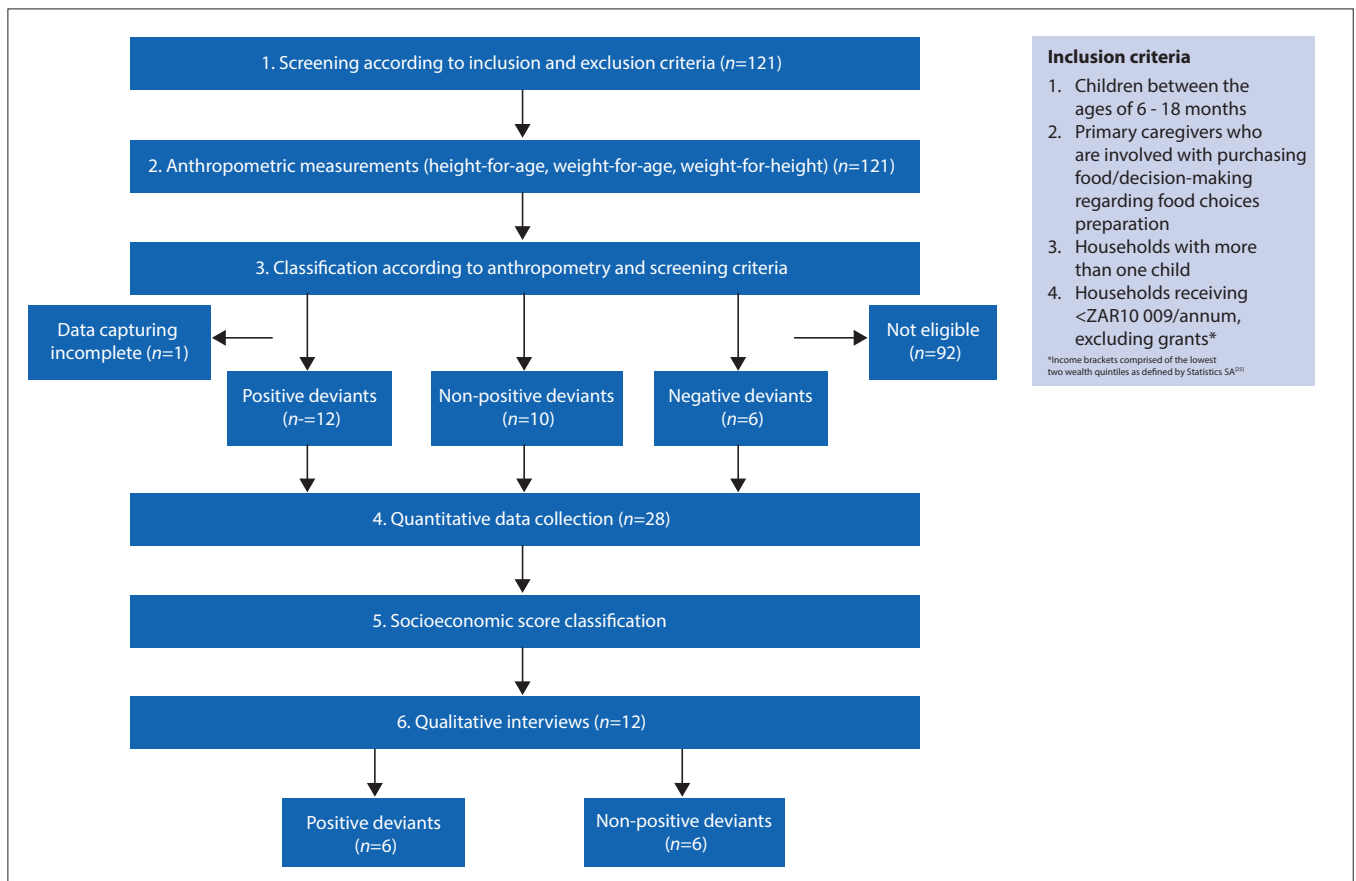 1. Screening according to inclusion and exclusion criteria (n=121)
2. Anthropometric measurements (height-for-age, weight-for-age, weight-for-height) (n=121)
3. Classification according to anthropometry and screening criteria
Data capturing
incomplete (n=1)
Not eligible
(n=92)
Positive deviants
(n-=12)
Non-positive deviants
(n=10)
Negative deviants
(n=6)
4. Quantitative data collection (n=28)
5. Socioeconomic score classification
6. Qualitative interviews (n=12)
Positive deviants
(n=6)
Non-positive deviants
(n=6)
Inclusion criteria
1. Children between the
ages of 6 - 18 months
2. Primary caregivers who
are involved with purchasing
food/decision-making
regarding food choices
preparation
3. Households with more
than one child
4. Households receiving
<ZAR10 009/annum,
excluding grants*
*Income brackets comprised of the lowest
two wealth quintiles as defined by Statistics SA[25]